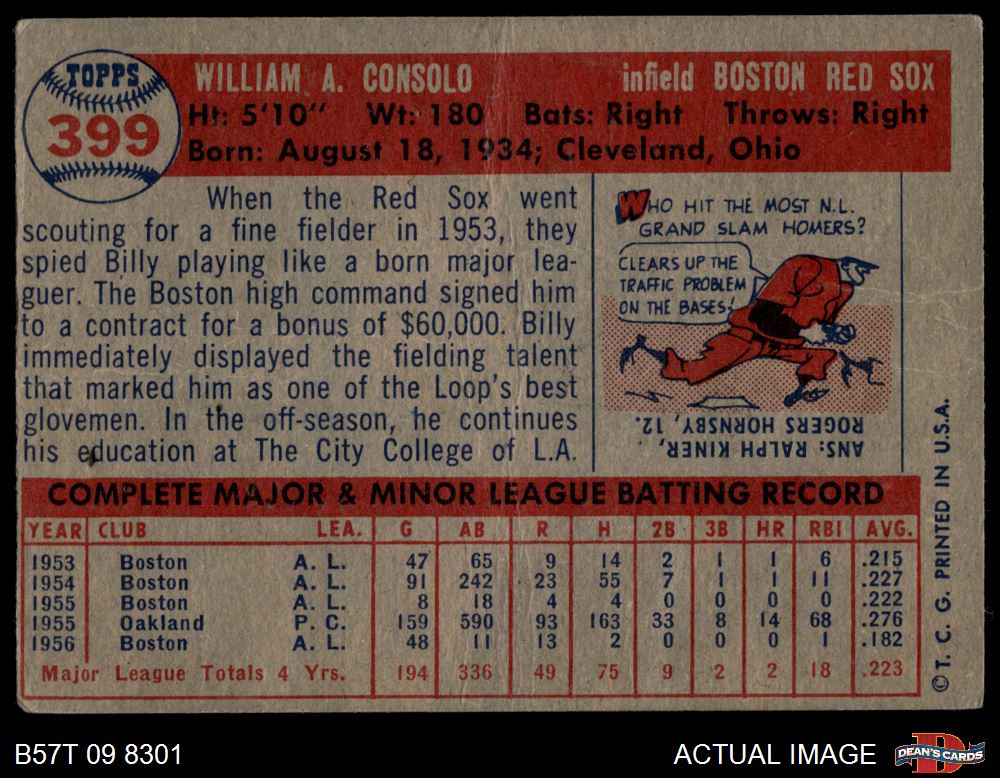 TOPPS
399
WILLIAM A. CONSOLO infield BOSTON RED SOX
Ht: 5'10" Wt: 180 Bats: Right Throws: Right
Born: August 18, 1934; Cleveland, Ohio
When the Red Sox went
scouting for a fine fielder in 1953, they
spied Billy playing like a born major lea-
guer. The Boston high command signed him
to a contract for a bonus of $60,000. Billy
immediately displayed the fielding talent
that marked him as one of the Loop's best
glovemen. In the off-season, he continues
his education at The City College of L.A.
WHO HIT THE MOST N.L.
GRAND SLAM HOMERS?
CLEARS UP THE
TRAFFIC PROBLEM
ON THE BASES!
ANS: RALPH KINER,
ROGERS HORNSBY, 12.
COMPLETE MAJOR & MINOR LEAGUE BATTING RECORD
YEAR CLUB LEA. G AB R H 2B 3B HR RBI AVG.
1953 Boston A. L. 47 65 9 14 2 1 1 6 .215
1954 Boston A. L. 91 242 23 55 7 1 1 11 .227
1955 Boston A. L. 8 18 4 4 0 0 0 0 .222
1955 Oakland P. C. 159 590 93 163 33 8 14 68 .276
1956 Boston A. L. 48 11 13 2 0 0 0 1 .182
Major League Totals 4 Yrs. 194 336 49 75 9 2 2 18 .223
© T. C. G. PRINTED IN U.S.A.
B57T 09 8301
ACTUAL IMAGE
DEAN'S CARDS